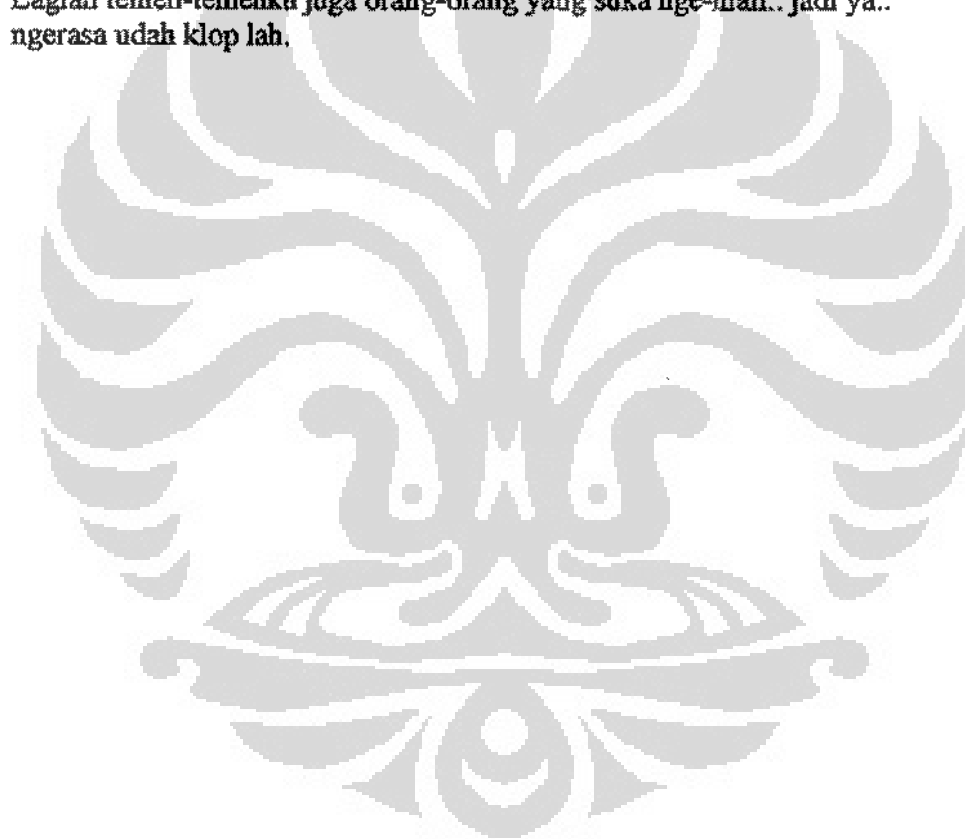 Lagian temen-temenku juga orang-orang yang suka nge-mall.. jadi ya..
ngerasa udah klop lah.